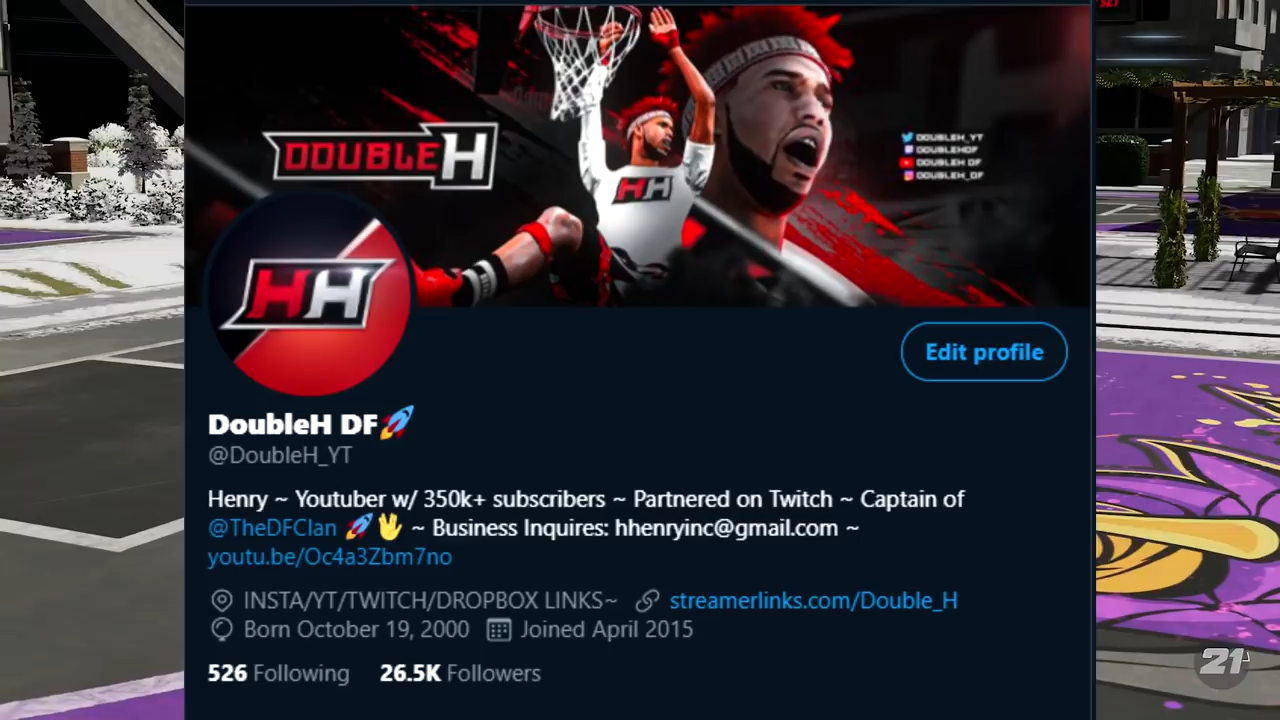 DOUBLEH
DOUBLEH_YT
DOUBLEHDF
DOUBLEH DF
DOUBLEH_DF
HH
HH
Edit profile
DoubleH DF🚀
@DoubleH_YT
Henry ~ Youtuber w/ 350k+ subscribers ~ Partnered on Twitch ~ Captain of
@TheDFClan 🚀🖖 ~ Business Inquires: hhenryinc@gmail.com ~
youtu.be/Oc4a3Zbm7no
INSTA/YT/TWITCH/DROPBOX LINKS~ streamerlinks.com/Double_H
Born October 19, 2000 Joined April 2015
526 Following 26.5K Followers
21